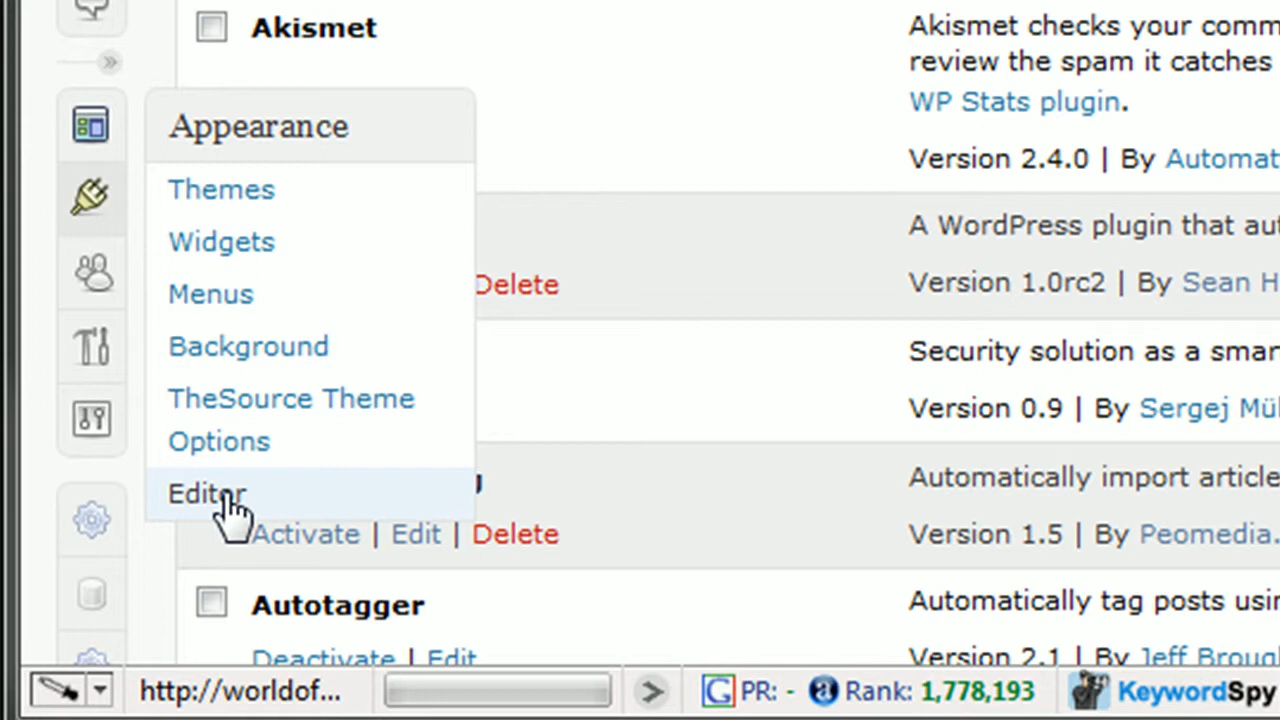 Akismet
Akismet checks your comm
review the spam it catches
WP Stats plugin.
Version 2.4.0 | By Automat
Appearance
Themes
Widgets
Menus
Background
TheSource Theme
Options
Editor
A WordPress plugin that au
Delete
Version 1.0rc2 | By Sean H
Security solution as a smar
Version 0.9 | By Sergej Mü
Automatically import article
Activate | Edit | Delete
Version 1.5 | By Peomedia.
Autotagger
Automatically tag posts usin
Deactivate | Edit
Version 2.1 | By Jeff Brough
http://worldof...
PR: -
Rank: 1,778,193
KeywordSpy